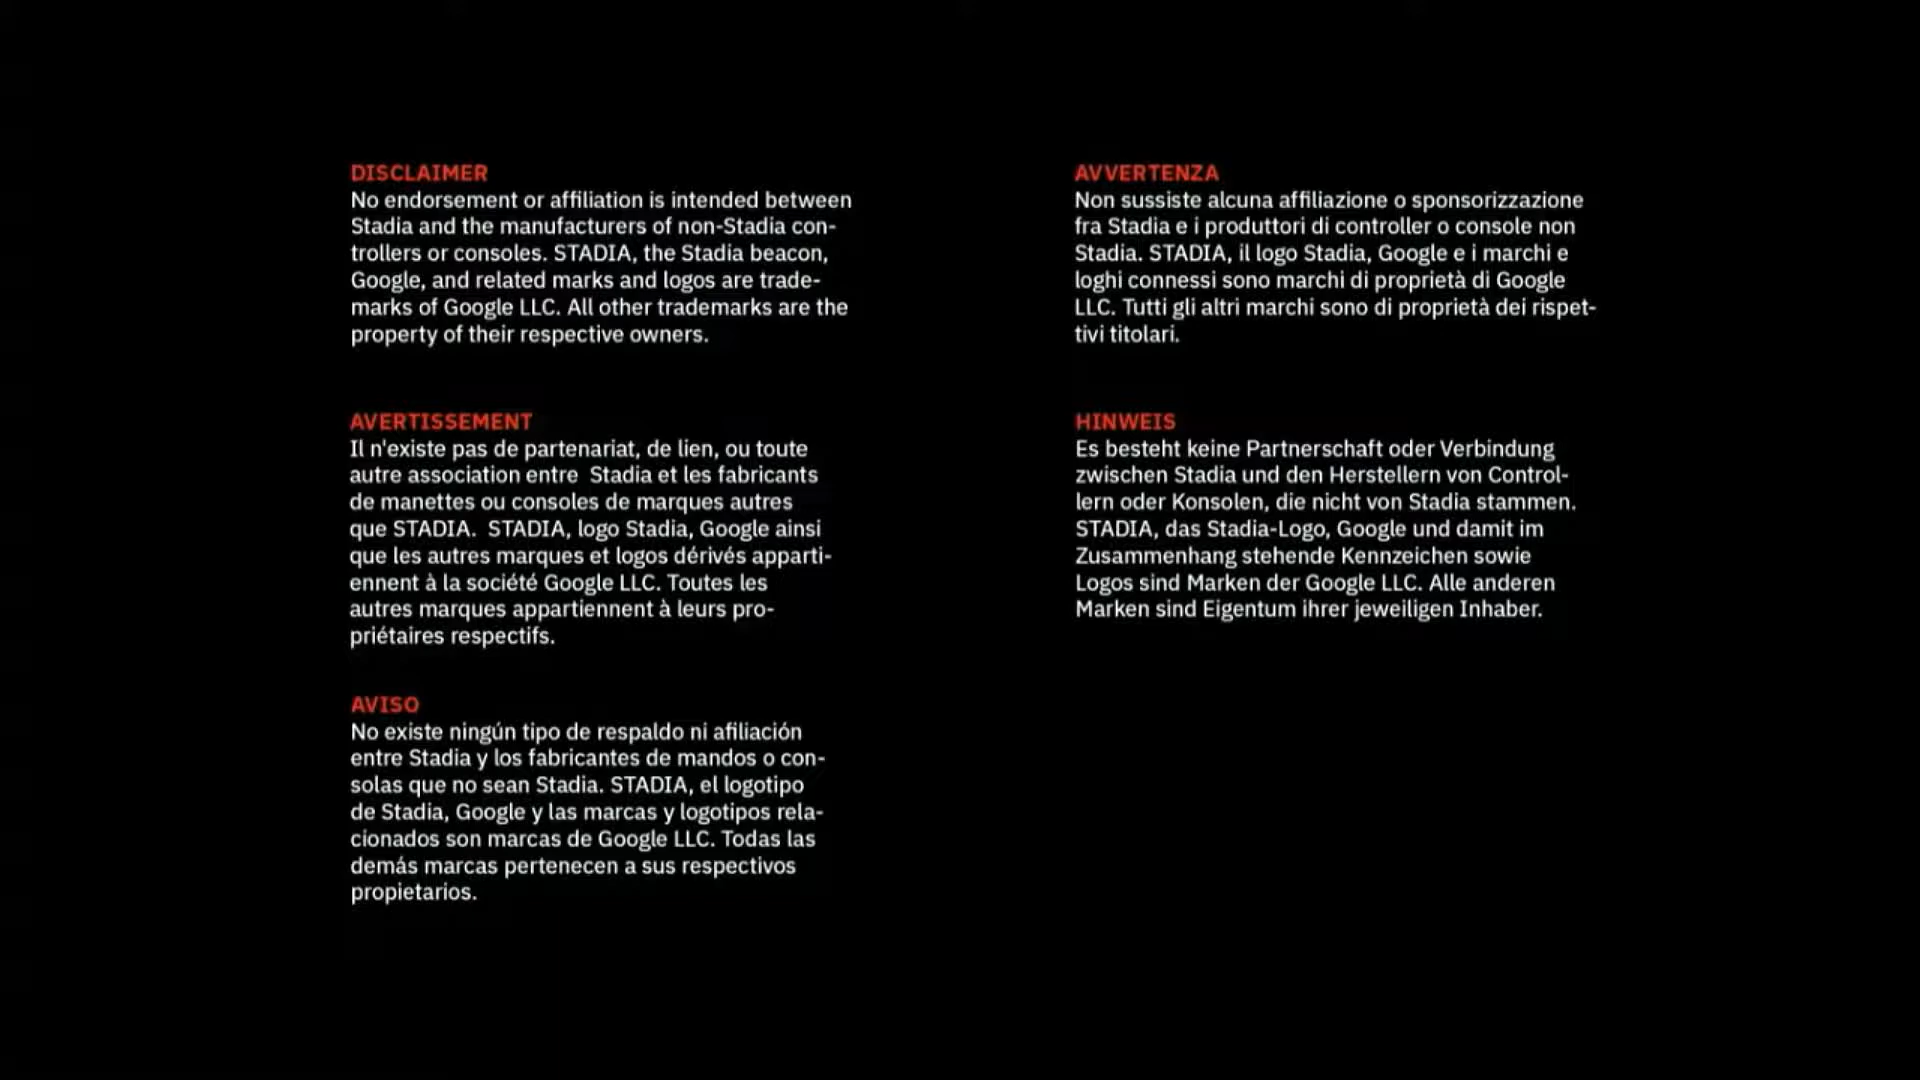 DISCLAIMER
No endorsement or affiliation is intended between
Stadia and the manufacturers of non-Stadia con-
trollers or consoles. STADIA, the Stadia beacon,
Google, and related marks and logos are trade-
marks of Google LLC. All other trademarks are the
property of their respective owners.
AVERTISSEMENT
Il n'existe pas de partenariat, de lien, ou toute
autre association entre  Stadia et les fabricants
de manettes ou consoles de marques autres
que STADIA.  STADIA, logo Stadia, Google ainsi
que les autres marques et logos dérivés apparti-
ennent à la société Google LLC. Toutes les
autres marques appartiennent à leurs pro-
priétaires respectifs.
AVISO
No existe ningún tipo de respaldo ni afiliación
entre Stadia y los fabricantes de mandos o con-
solas que no sean Stadia. STADIA, el logotipo
de Stadia, Google y las marcas y logotipos rela-
cionados son marcas de Google LLC. Todas las
demás marcas pertenecen a sus respectivos
propietarios.
AVVERTENZA
Non sussiste alcuna affiliazione o sponsorizzazione
fra Stadia e i produttori di controller o console non
Stadia. STADIA, il logo Stadia, Google e i marchi e
loghi connessi sono marchi di proprietà di Google
LLC. Tutti gli altri marchi sono di proprietà dei rispet-
tivi titolari.
HINWEIS
Es besteht keine Partnerschaft oder Verbindung
zwischen Stadia und den Herstellern von Control-
lern oder Konsolen, die nicht von Stadia stammen.
STADIA, das Stadia-Logo, Google und damit im
Zusammenhang stehende Kennzeichen sowie
Logos sind Marken der Google LLC. Alle anderen
Marken sind Eigentum ihrer jeweiligen Inhaber.